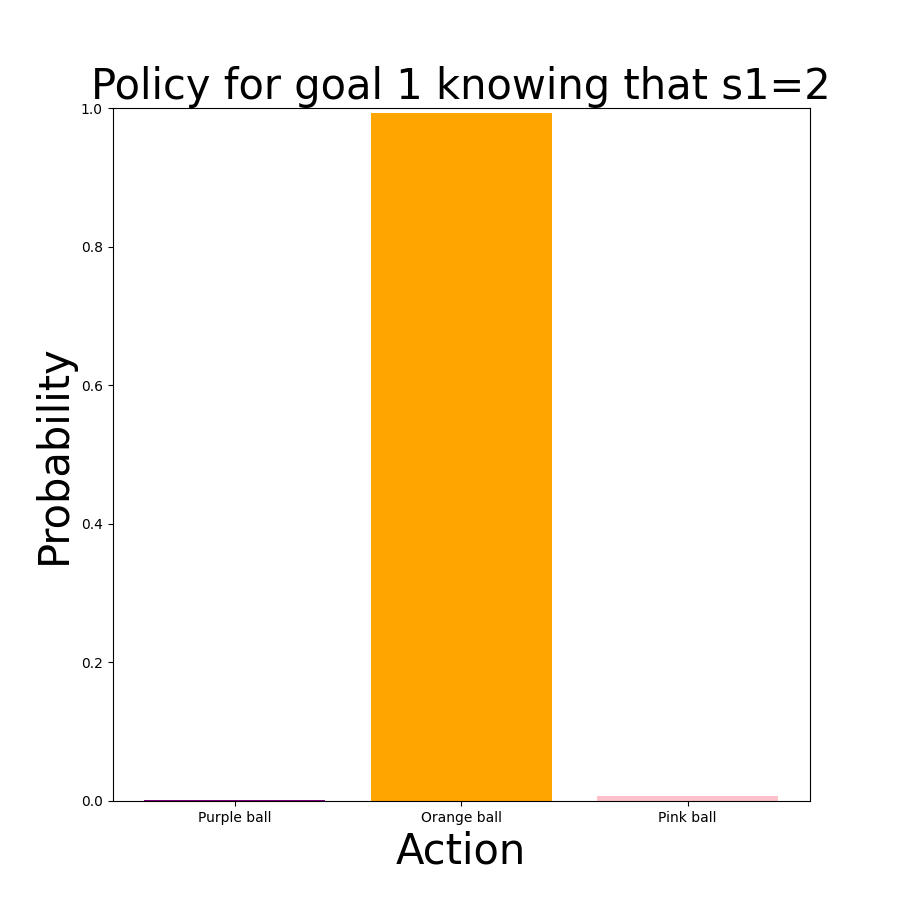 Policy for goal 1 knowing that s1=2
1.0
0.8
0.6
0.4
0.2
0.0
Probability
Purple ball
Orange ball
Pink ball
Action